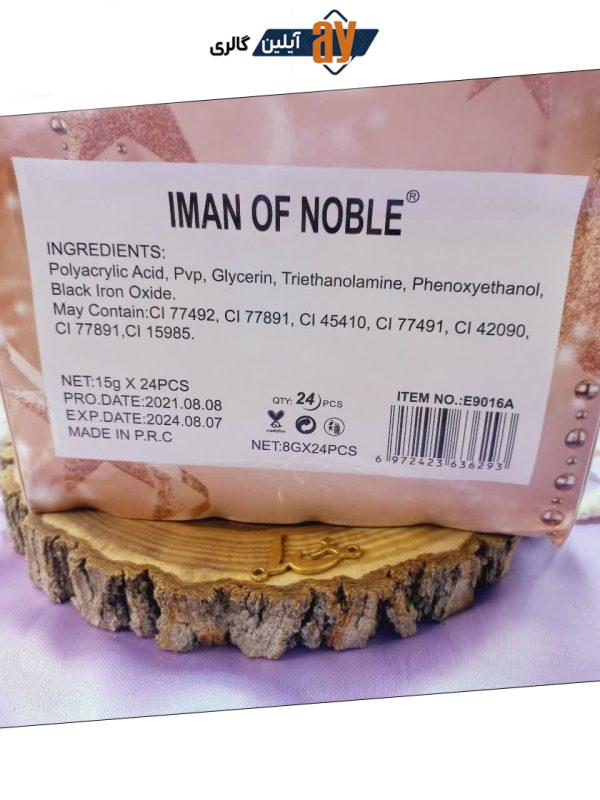 آیلین گالری ay
IMAN OF NOBLE®
INGREDIENTS:
Polyacrylic Acid, Pvp, Glycerin, Triethanolamine, Phenoxyethanol,
Black Iron Oxide.
May Contain:CI 77492, CI 77891, CI 45410, CI 77491, CI 42090,
CI 77891,CI 15985.
NET:15g X 24PCS
PRO.DATE:2021.08.08
EXP.DATE:2024.08.07
MADE IN P.R.C
QTY: 24 PCS
NET:8GX24PCS
ITEM NO.:E9016A
6 972423 636293
خدا